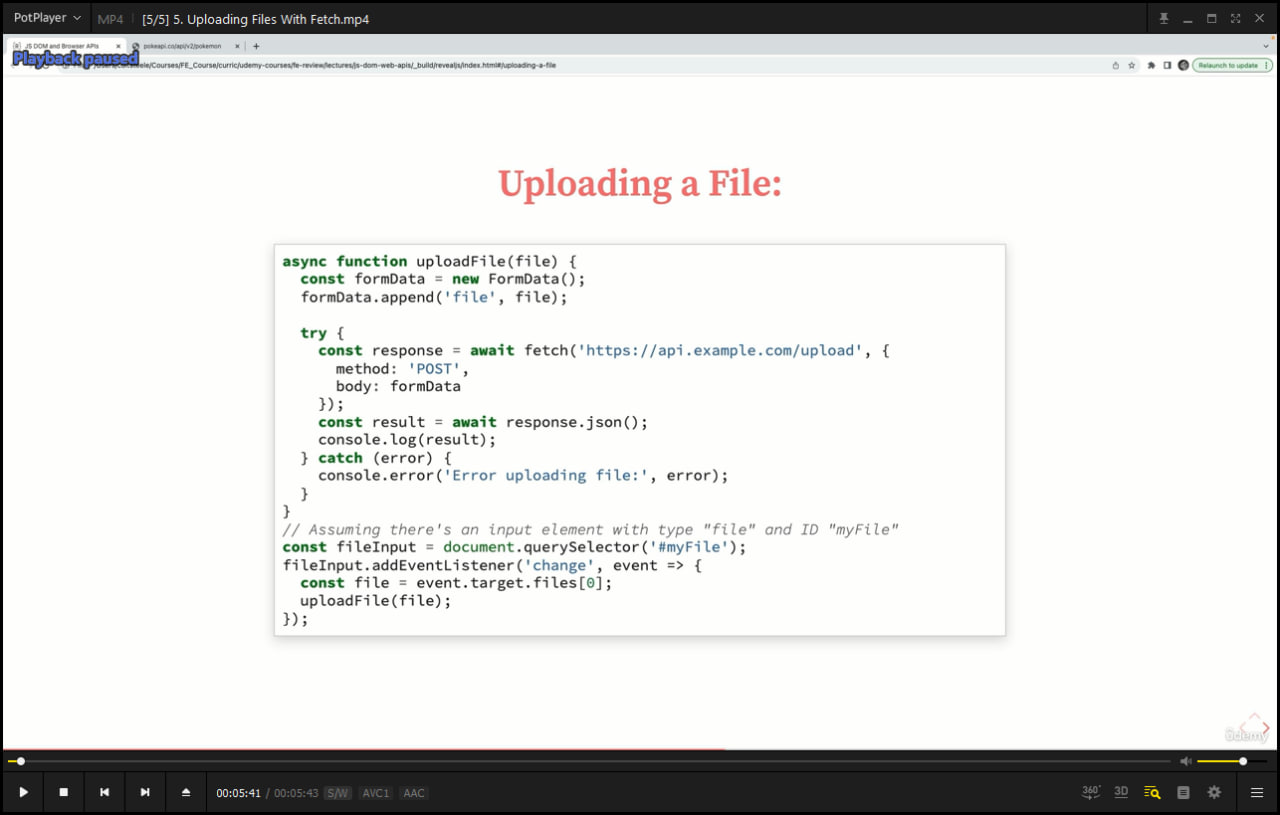 PotPlayer
MP4
[5/5] 5. Uploading Files With Fetch.mp4
JS DOM and Browser APIs
pokeapi.co/api/v2/pokemon
Playback paused
/Courses/FE_Course/curric/udemy-courses/fe-review/lectures/js-dom-web-apis/_build/revealjs/index.html#/uploading-a-file
Relaunch to update
Uploading a File:
async function uploadFile(file) {
const formData = new FormData();
formData.append('file', file);
try {
const response = await fetch('https://api.example.com/upload', {
method: 'POST',
body: formData
});
const result = await response.json();
console.log(result);
} catch (error) {
console.error('Error uploading file:', error);
}
}
// Assuming there's an input element with type "file" and ID "myFile"
const fileInput = document.querySelector('#myFile');
fileInput.addEventListener('change', event => {
const file = event.target.files[0];
uploadFile(file);
});
ûdemy
00:05:41 / 00:05:43 S/W AVC1 AAC
360° 3D